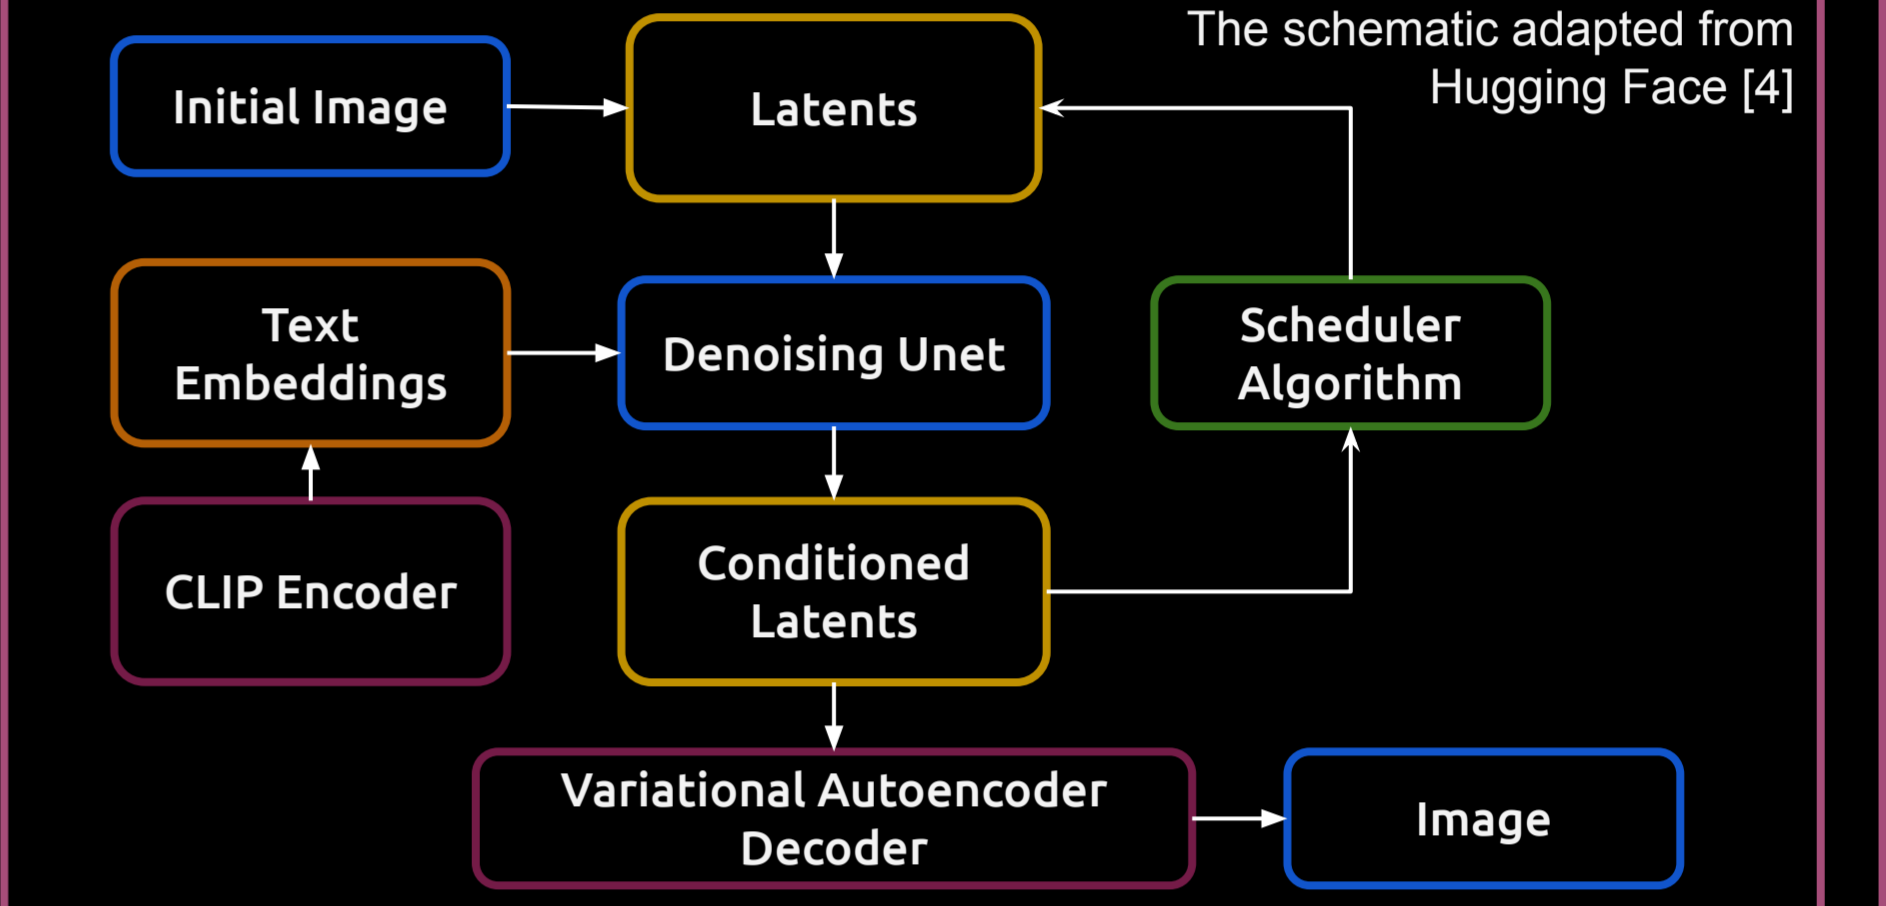 The schematic adapted from
Hugging Face [4]
Initial Image
Latents
Text
Embeddings
Denoising Unet
Scheduler
Algorithm
CLIP Encoder
Conditioned
Latents
Variational Autoencoder
Decoder
Image